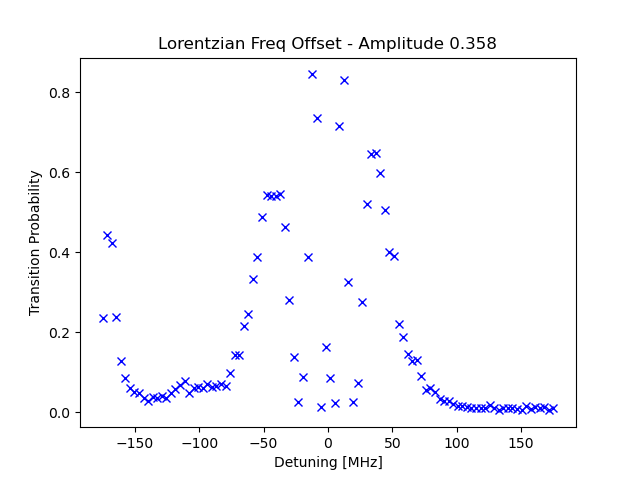 Lorentzian Freq Offset - Amplitude 0.358
Transition Probability
0.8
0.6
0.4
0.2
0.0
−150 −100 −50 0 50 100 150
Detuning [MHz]